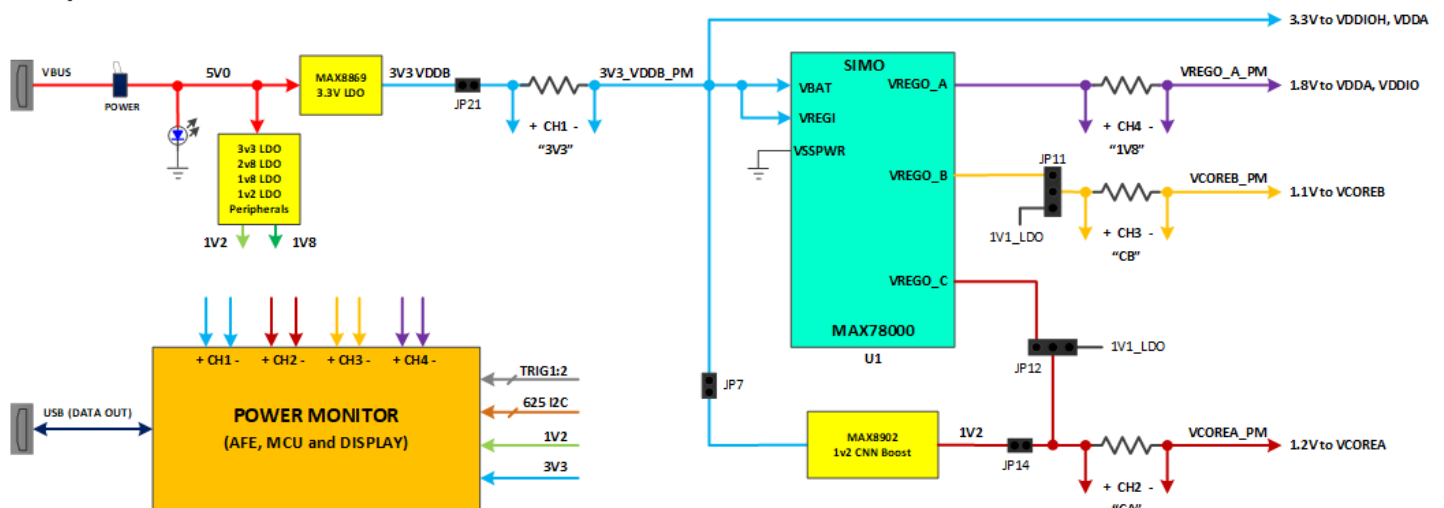 3.3V to VDDIOH, VDDA
VBUS
POWER
5V0
MAX8869
3.3V LDO
3V3 VDDB
JP21
+ CH1 -
"3V3"
3V3_VDDB_PM
3v3 LDO
2v8 LDO
1v8 LDO
1v2 LDO
Peripherals
1V2
1V8
SIMO
VBAT
VREGI
VSSPWR
VREGO_A
VREGO_B
VREGO_C
MAX78000
U1
VREGO_A_PM
1.8V to VDDA, VDDIO
+ CH4 -
"1V8"
JP11
1V1_LDO
VCOREB_PM
1.1V to VCOREB
+ CH3 -
"CB"
JP12
1V1_LDO
JP7
MAX8902
1v2 CNN Boost
1V2
JP14
VCOREA_PM
1.2V to VCOREA
+ CH2 -
+ CH1 -
+ CH2 -
+ CH3 -
+ CH4 -
POWER MONITOR
(AFE, MCU and DISPLAY)
USB (DATA OUT)
TRIG1:2
625 I2C
1V2
3V3